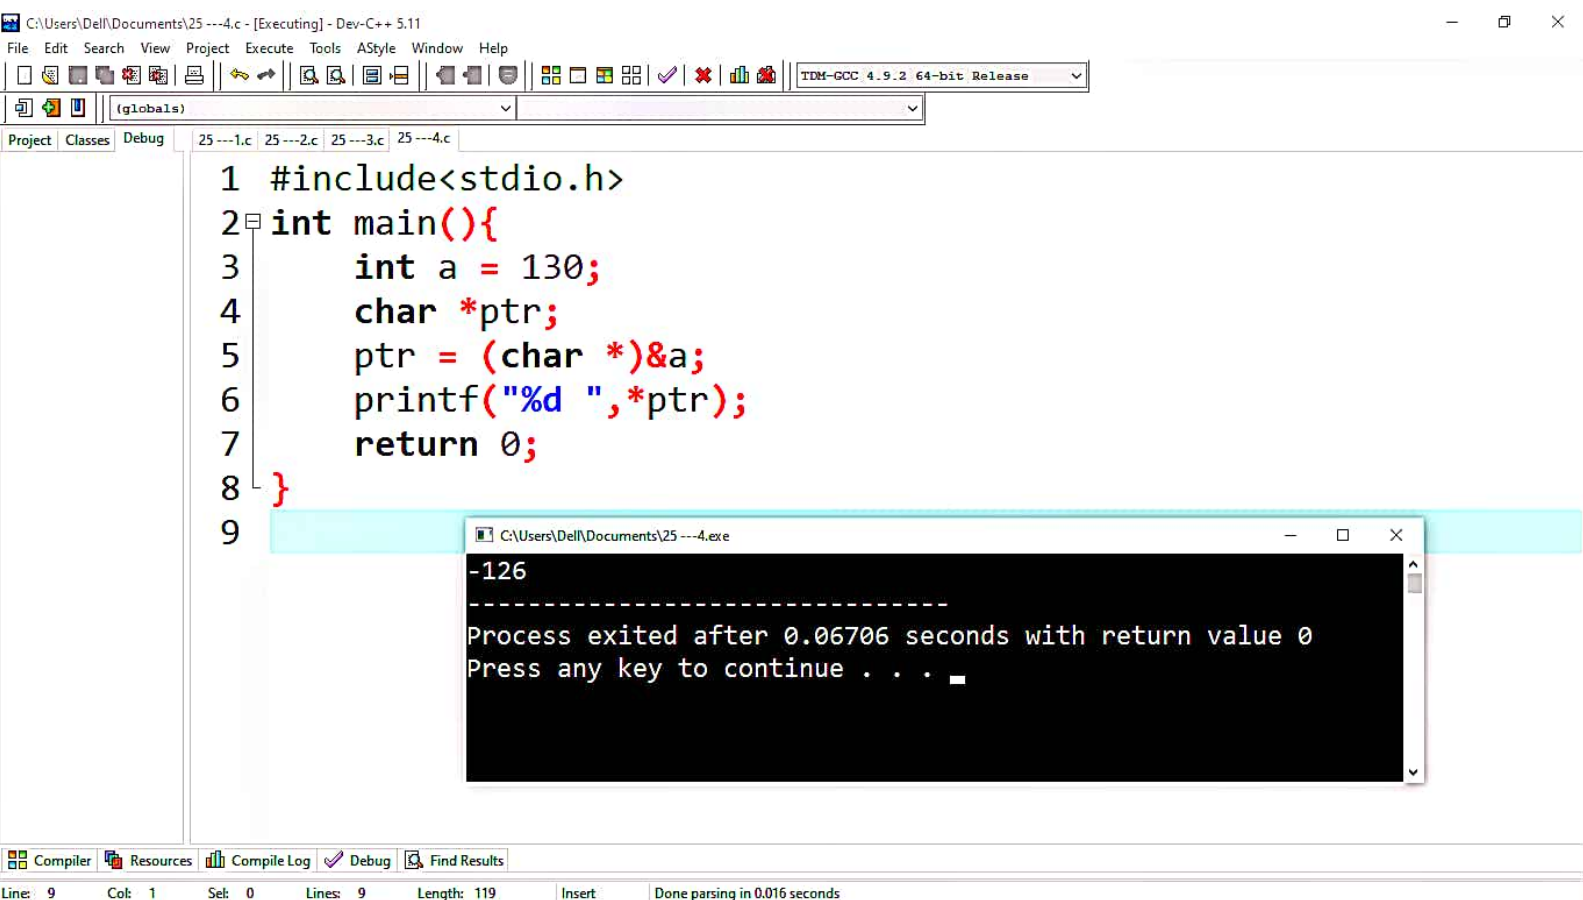 C:\Users\Dell\Documents\25 ---4.c - [Executing] - Dev-C++ 5.11
File Edit Search View Project Execute Tools AStyle Window Help
TDM-GCC 4.9.2 64-bit Release
(globals)
Project Classes Debug 25 ---1.c 25 ---2.c 25 ---3.c 25 ---4.c
1 #include<stdio.h>
2 int main(){
3 int a = 130;
4 char *ptr;
5 ptr = (char *)&a;
6 printf("%d ",*ptr);
7 return 0;
8 }
9
C:\Users\Dell\Documents\25 ---4.exe
-126
--------------------------------
Process exited after 0.06706 seconds with return value 0
Press any key to continue . . .
Compiler Resources Compile Log Debug Find Results
Line: 9 Col: 1 Sel: 0 Lines: 9 Length: 119 Insert Done parsing in 0.016 seconds